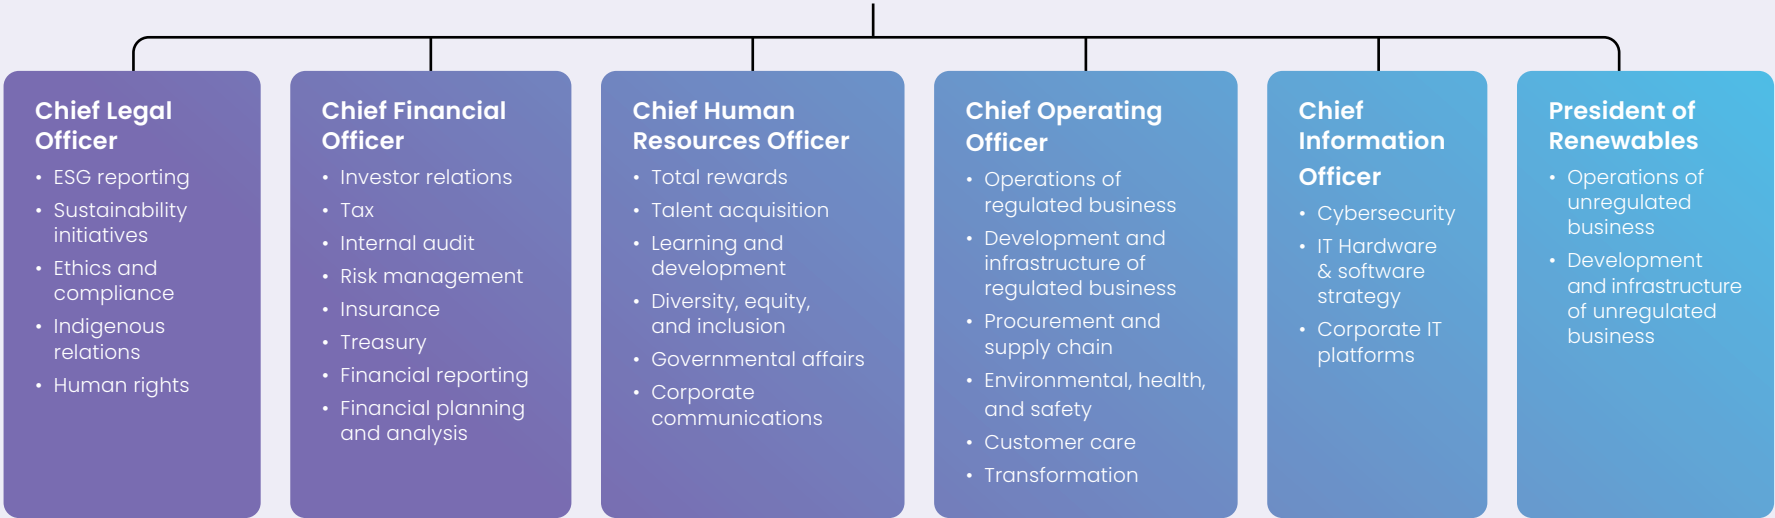 Chief Legal
Officer
• ESG reporting
• Sustainability
initiatives
• Ethics and
compliance
• Indigenous
relations
• Human rights
Chief Financial
Officer
• Investor relations
• Tax
• Internal audit
• Risk management
• Insurance
• Treasury
• Financial reporting
• Financial planning
and analysis
Chief Human
Resources Officer
• Total rewards
• Talent acquisition
• Learning and
development
• Diversity, equity,
and inclusion
• Governmental affairs
• Corporate
communications
Chief Operating
Officer
• Operations of
regulated business
• Development and
infrastructure of
regulated business
• Procurement and
supply chain
• Environmental, health,
and safety
• Customer care
• Transformation
Chief
Information
Officer
• Cybersecurity
• IT Hardware
& software
strategy
• Corporate IT
platforms
President of
Renewables
• Operations of
unregulated
business
• Development
and infrastructure
of unregulated
business